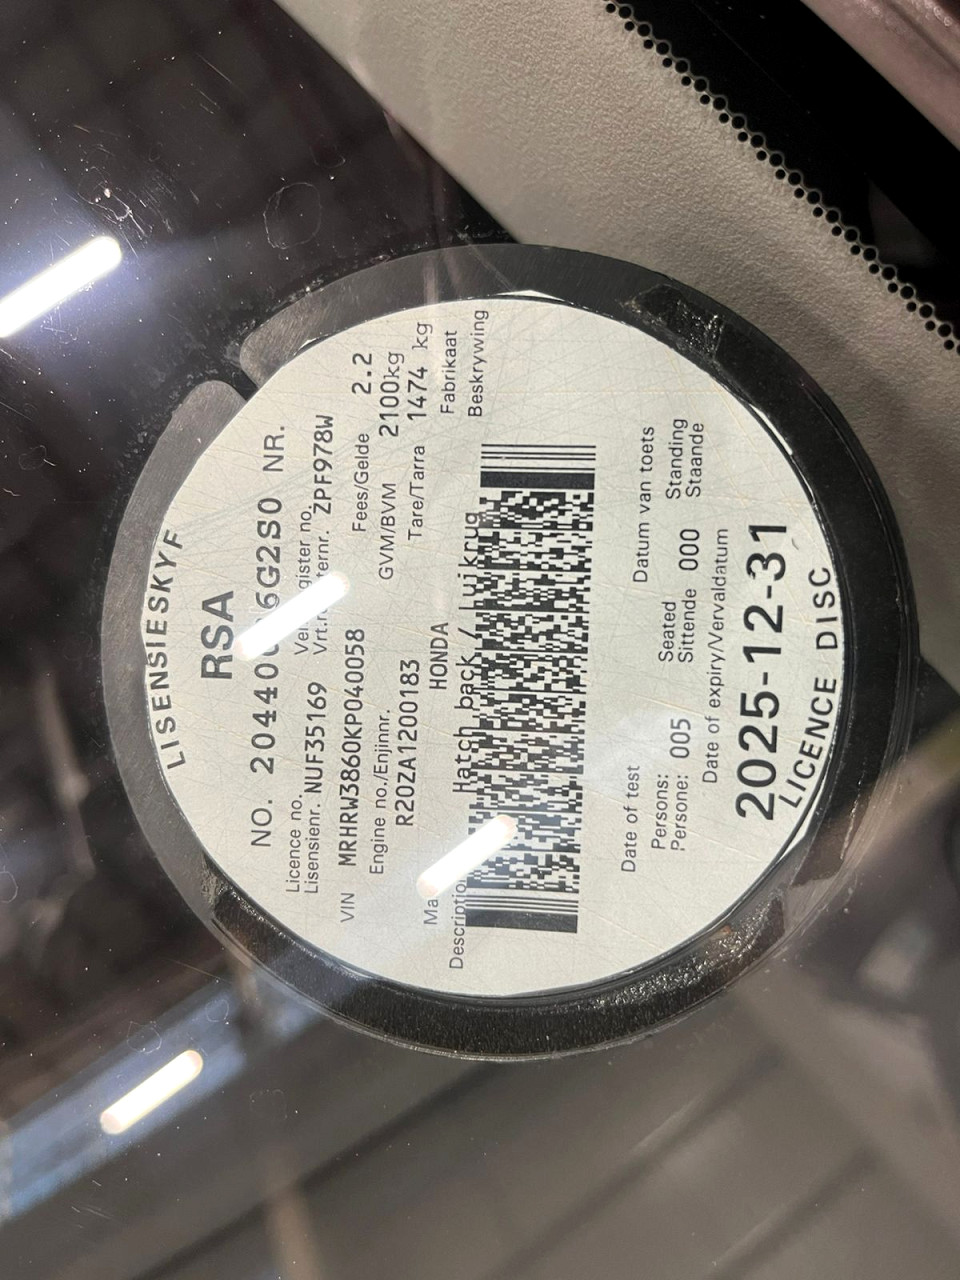 LISENSIESKYF
RSA
NO. 20440 6G2S0 NR.
Licence no.
Lisensienr. NUF35169
Vrt. ZPF978W
VIN MRHRW3860KP040058 Fees/Gelde 2.2
Engine no./Enjinnr. GVM/BVM 2100kg
R20ZA1200183 Tare/Tarra 1474 kg
HONDA Fabrikaat
Hatch back / Luikrug Beskrywing
Date of test Datum van toets
Persons: Seated Standing
Persone: 005 Sittende 000 Staande
Date of expiry/Vervaldatum
2025-12-31
LICENCE DISC